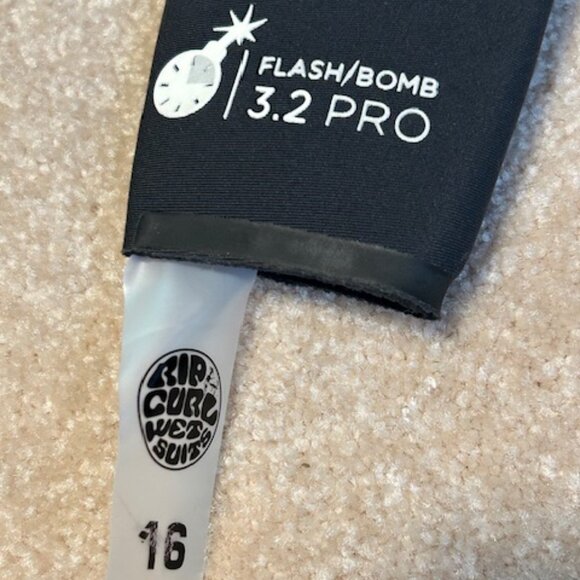 FLASH/BOMB
3.2 PRO
RIP
CURL
WET
SUITS
16